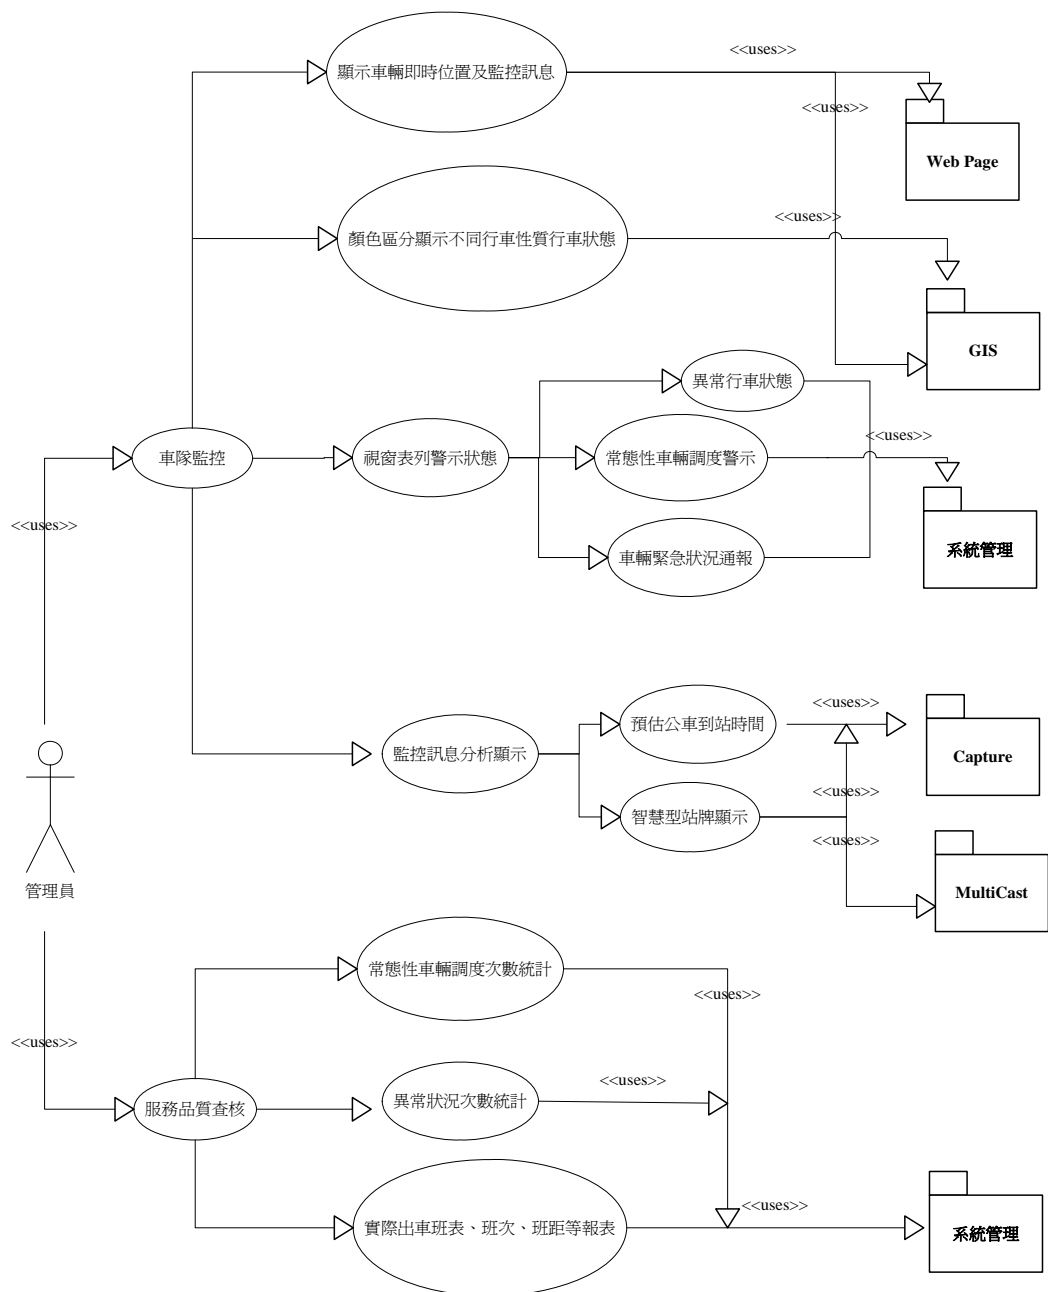 <<uses>>
顯示車輛即時位置及監控訊息
<<uses>>
Web Page
<<uses>>
顏色區分顯示不同行車性質行車狀態
GIS
異常行車狀態
<<uses>>
車隊監控
視窗表列警示狀態
常態性車輛調度警示
<<uses>>
系統管理
車輛緊急狀況通報
<<uses>>
預估公車到站時間
監控訊息分析顯示
Capture
<<uses>>
智慧型站牌顯示
<<uses>>
管理員
MultiCast
常態性車輛調度次數統計
<<uses>>
<<uses>>
<<uses>>
服務品質查核
異常狀況次數統計
<<uses>>
實際出車班表、班次、班距等報表
系統管理